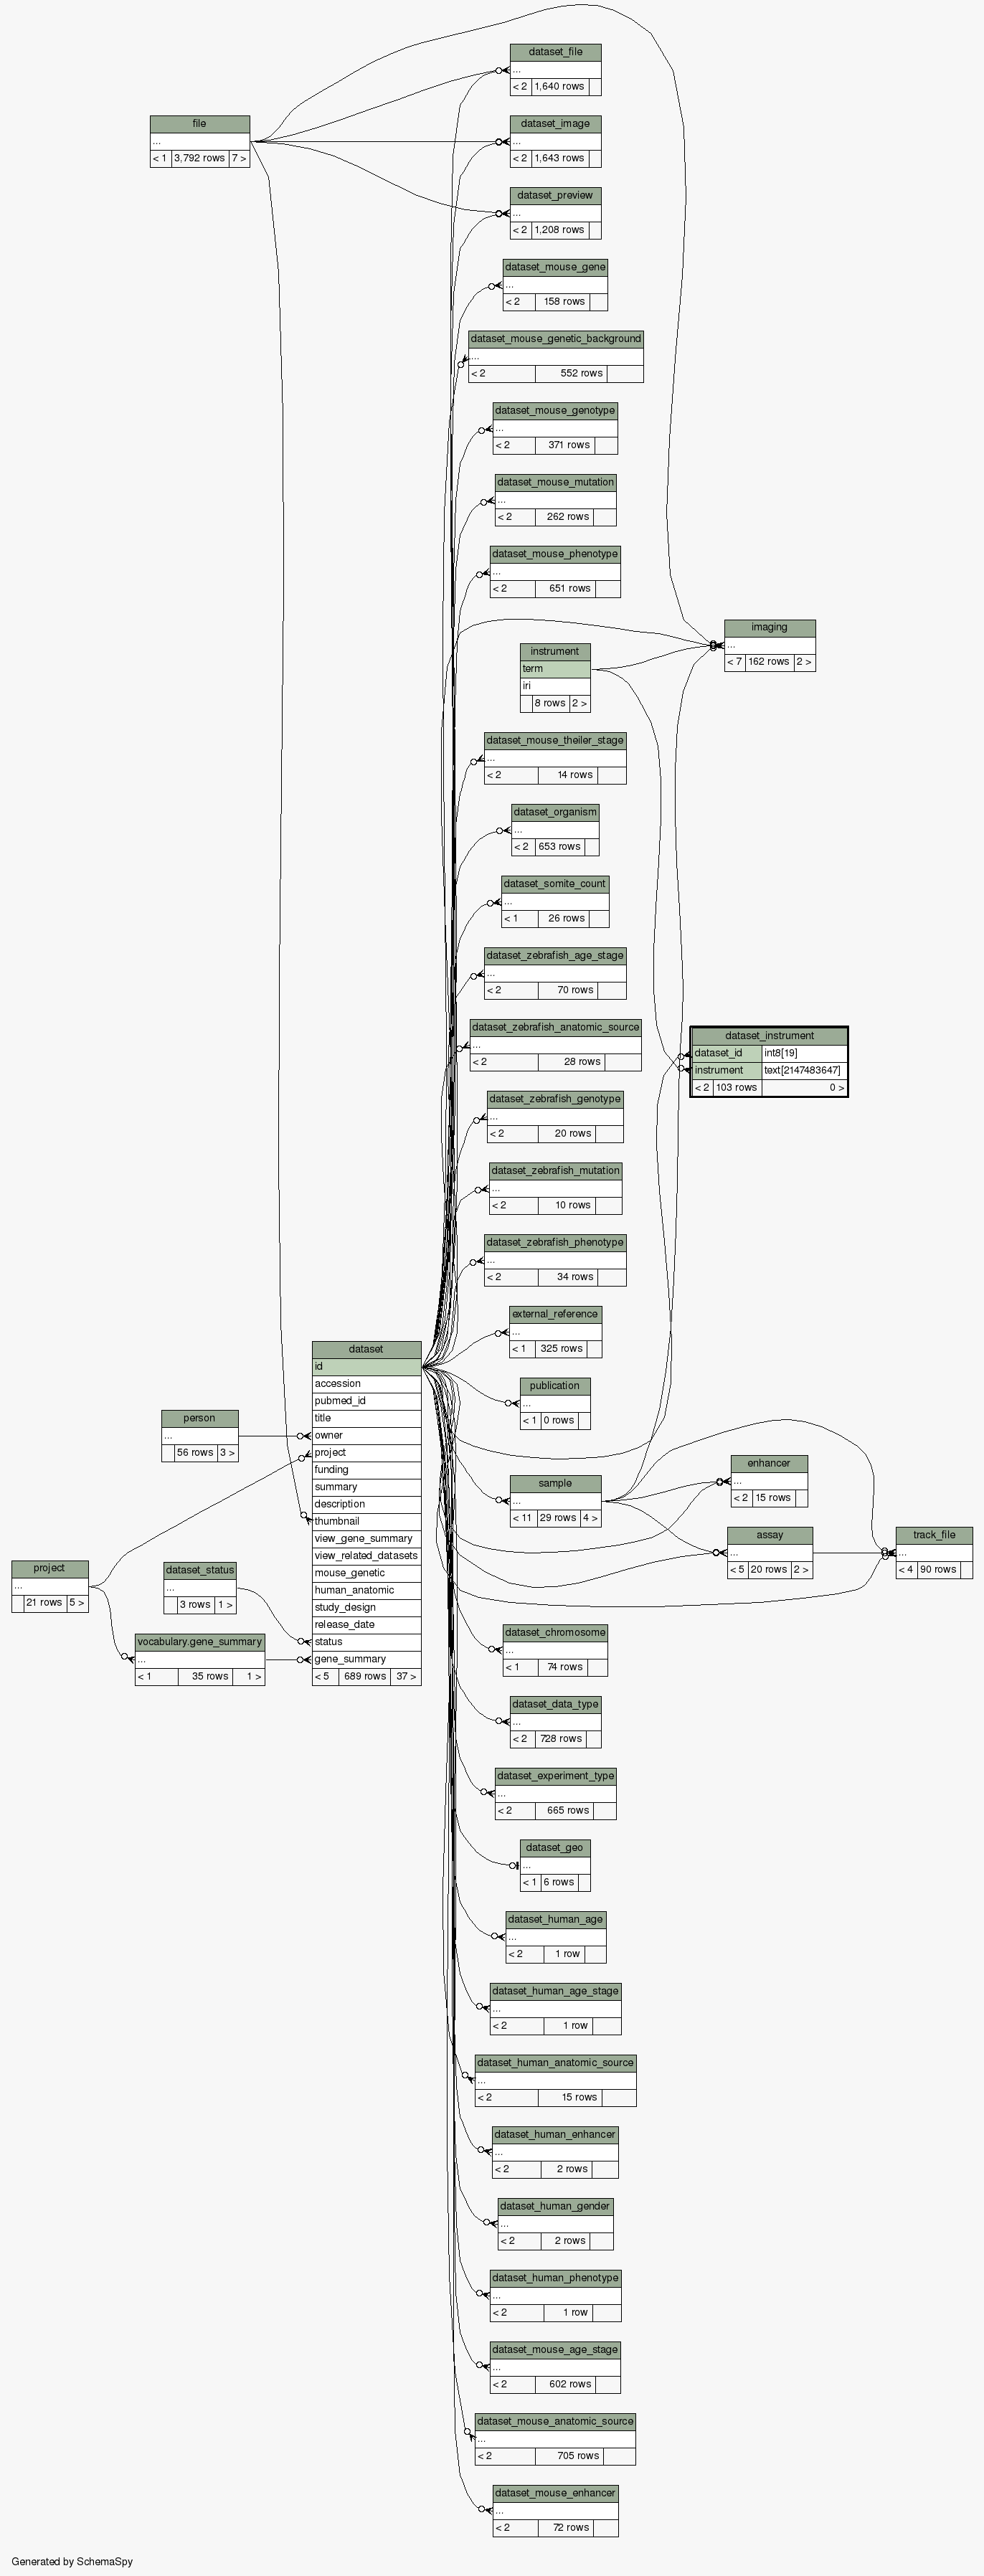 dataset_file
...
< 2 1,640 rows
file
...
< 1 3,792 rows 7 >
dataset_image
...
< 2 1,643 rows
dataset_preview
...
< 2 1,208 rows
dataset_mouse_gene
...
< 2 158 rows
dataset_mouse_genetic_background
...
< 2 552 rows
dataset_mouse_genotype
...
< 2 371 rows
dataset_mouse_mutation
...
< 2 262 rows
dataset_mouse_phenotype
...
< 2 651 rows
imaging
...
< 7 162 rows 2 >
instrument
term
iri
8 rows 2 >
dataset_mouse_theiler_stage
...
< 2 14 rows
dataset_organism
...
< 2 653 rows
dataset_somite_count
...
< 1 26 rows
dataset_zebrafish_age_stage
...
< 2 70 rows
dataset_zebrafish_anatomic_source
...
< 2 28 rows
dataset_instrument
dataset_id int8[19]
instrument text[2147483647]
< 2 103 rows 0 >
dataset_zebrafish_genotype
...
< 2 20 rows
dataset_zebrafish_mutation
...
< 2 10 rows
dataset_zebrafish_phenotype
...
< 2 34 rows
external_reference
...
< 1 325 rows
publication
...
< 1 0 rows
dataset
id
accession
pubmed_id
title
owner
project
funding
summary
description
thumbnail
view_gene_summary
view_related_datasets
mouse_genetic
human_anatomic
study_design
release_date
status
gene_summary
< 5 689 rows 37 >
person
...
56 rows 3 >
project
...
21 rows 5 >
dataset_status
...
3 rows 1 >
vocabulary.gene_summary
...
< 1 35 rows 1 >
sample
...
< 11 29 rows 4 >
enhancer
...
< 2 15 rows
assay
...
< 5 20 rows 2 >
track_file
...
< 4 90 rows
dataset_chromosome
...
< 1 74 rows
dataset_data_type
...
< 2 728 rows
dataset_experiment_type
...
< 2 665 rows
dataset_geo
...
< 1 6 rows
dataset_human_age
...
< 2 1 row
dataset_human_age_stage
...
< 2 1 row
dataset_human_anatomic_source
...
< 2 15 rows
dataset_human_enhancer
...
< 2 2 rows
dataset_human_gender
...
< 2 2 rows
dataset_human_phenotype
...
< 2 1 row
dataset_mouse_age_stage
...
< 2 602 rows
dataset_mouse_anatomic_source
...
< 2 705 rows
dataset_mouse_enhancer
...
< 2 72 rows
Generated by SchemaSpy